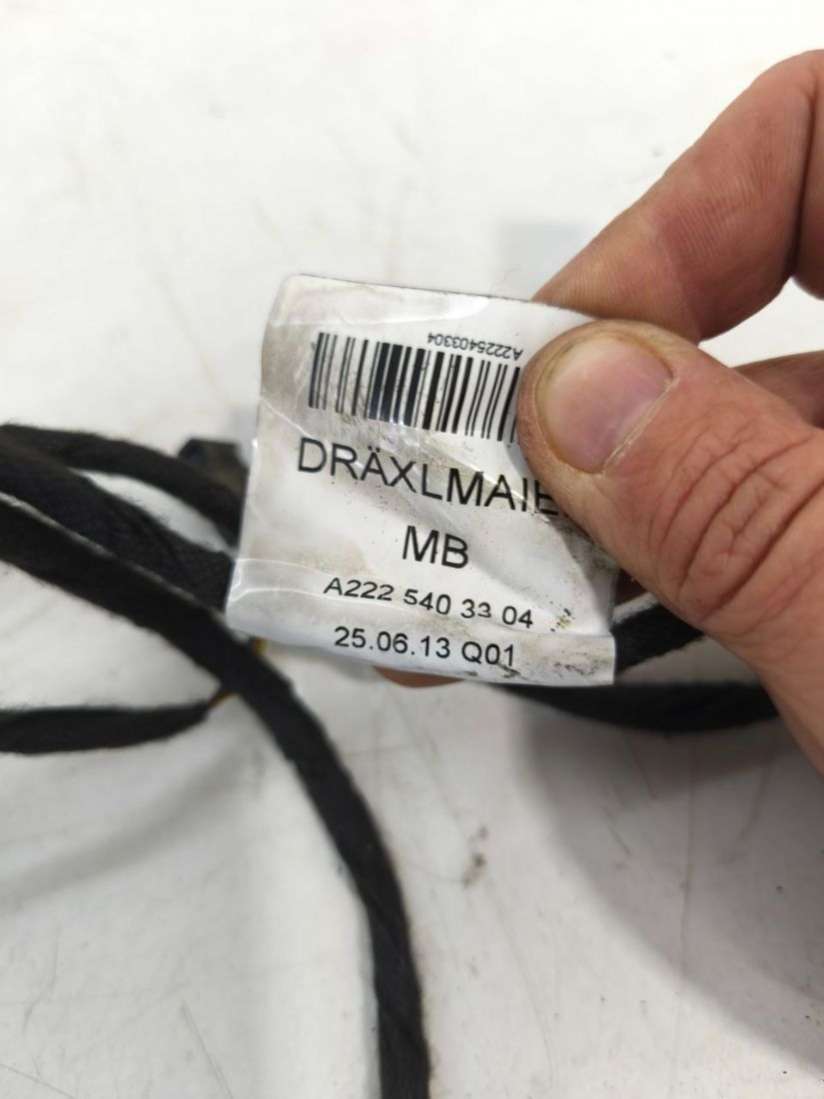 A2225403304
DRÄXLMAIE
MB
A222 540 33 04
25.06.13 Q01